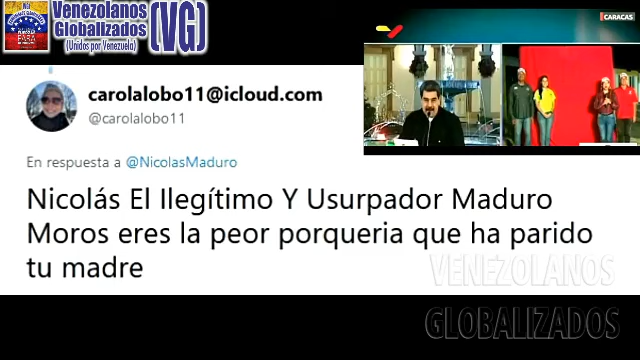 Venezolanos
Globalizados
(Unidos por Venezuela)
(VG)
CARACAS
carolalobo11@icloud.com
@carolalobo11
En respuesta a @NicolasMaduro
Nicolás El Ilegítimo Y Usurpador Maduro
Moros eres la peor porqueria que ha parido
tu madre
VENEZOLANOS
GLOBALIZADOS